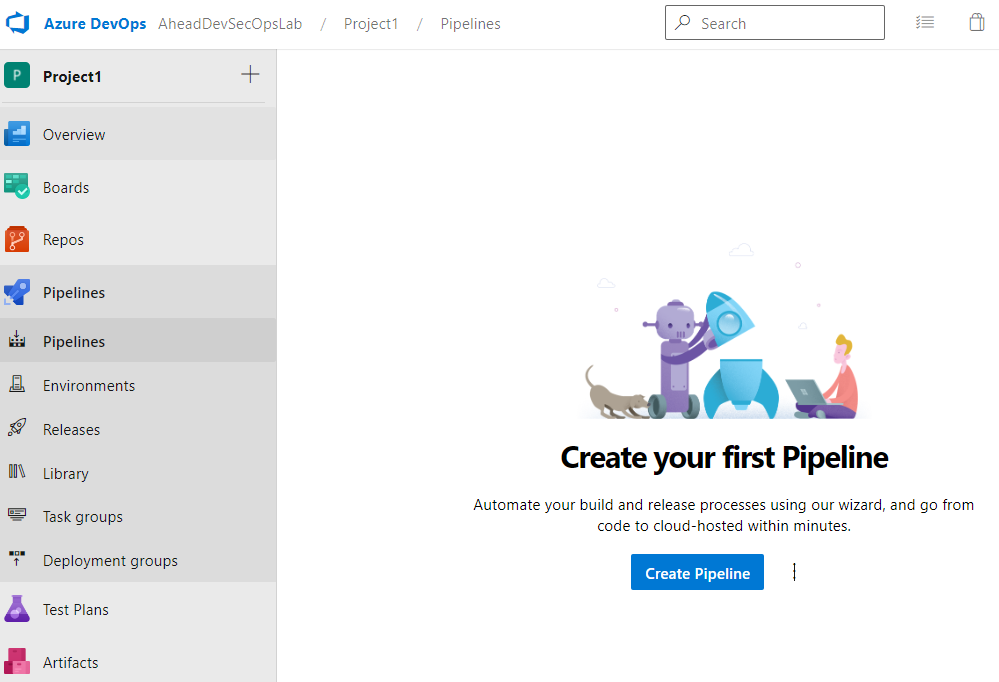 Azure DevOps AheadDevSecOpsLab / Project1 / Pipelines Search
P Project1
Overview
Boards
Repos
Pipelines
Pipelines
Environments
Releases
Library
Task groups
Deployment groups
Test Plans
Artifacts
Create your first Pipeline
Automate your build and release processes using our wizard, and go from
code to cloud-hosted within minutes.
Create Pipeline